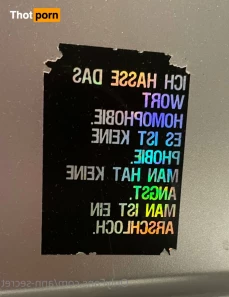 Thotporn
ICH HASSE DAS
WORT
HOMOPHOBIE.
ES IST KEINE
PHOBIE.
MAN HAT KEINE
ANGST.
MAN IST EIN
ARSCHLOCH.